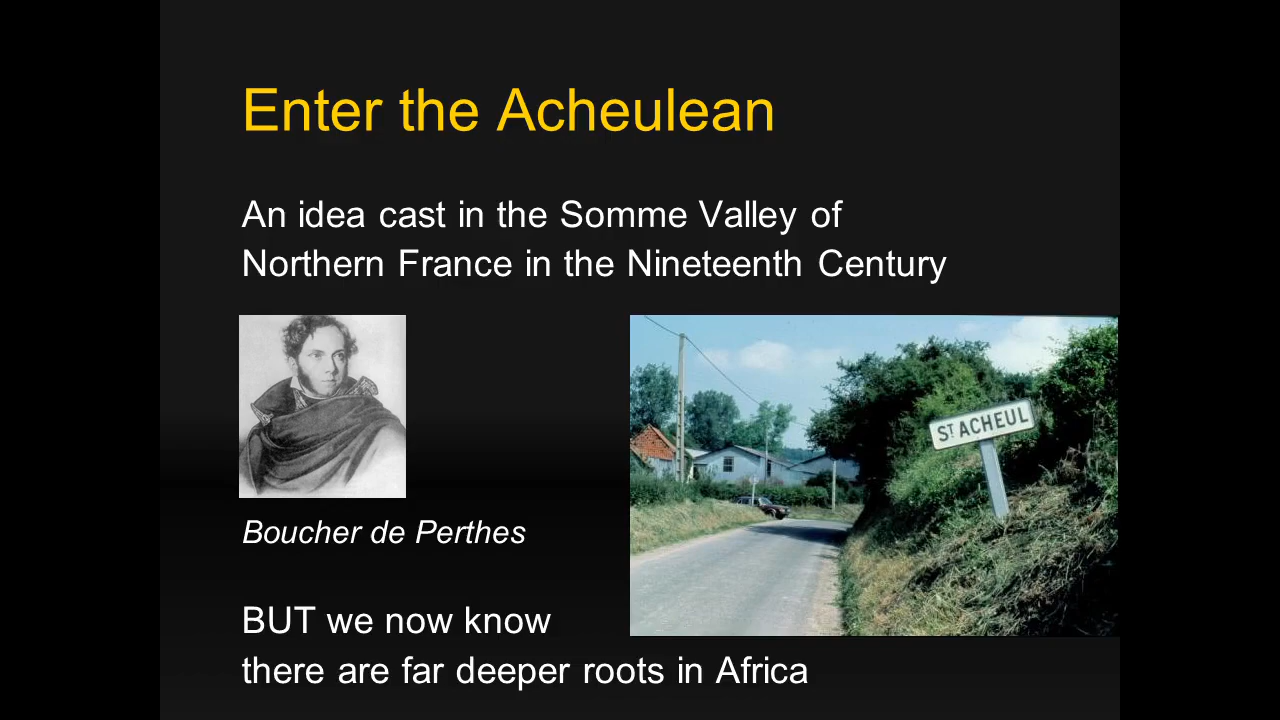 Enter the Acheulean
An idea cast in the Somme Valley of
Northern France in the Nineteenth Century
ST ACHEUL
Boucher de Perthes
BUT we now know
there are far deeper roots in Africa